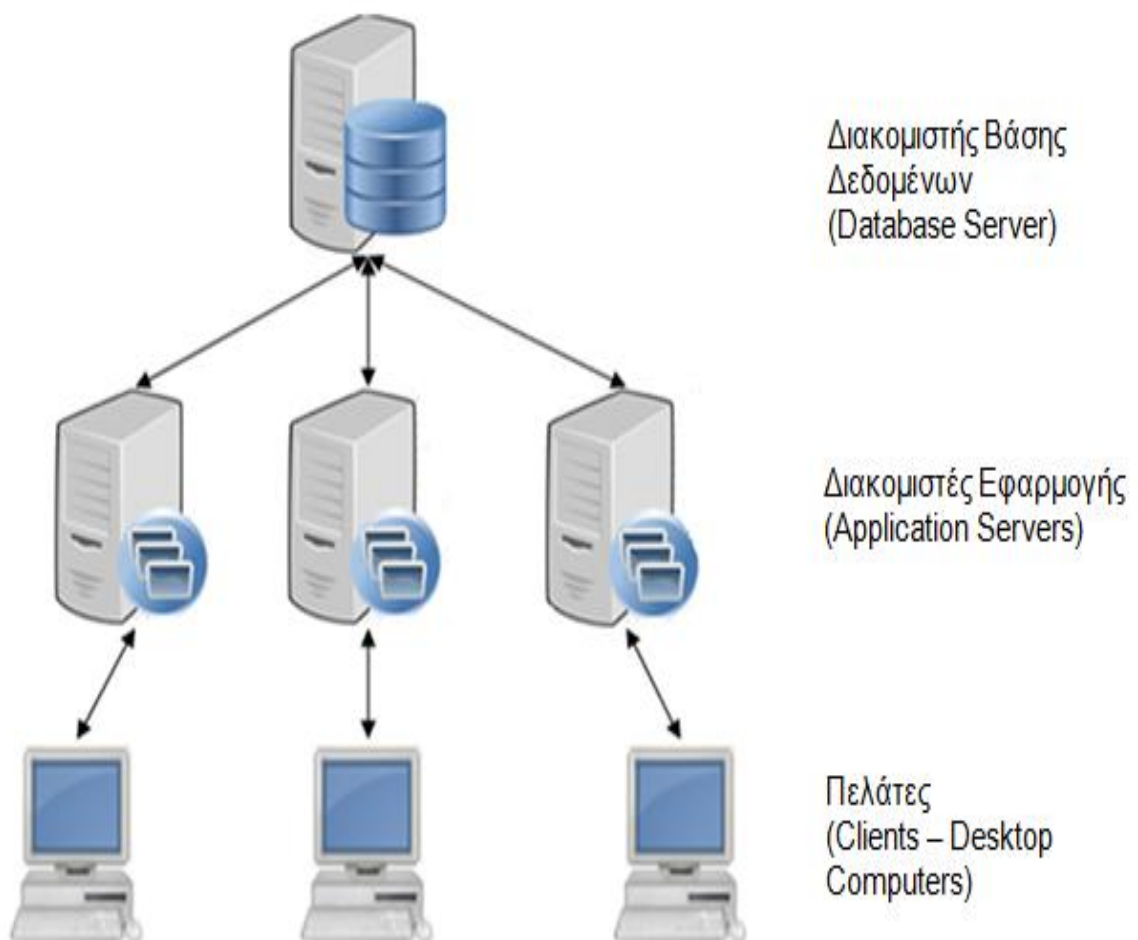 Διακομιστής Βάσης
Δεδομένων
(Database Server)
Διακομιστές Εφαρμογής
(Application Servers)
Πελάτες
(Clients – Desktop
Computers)